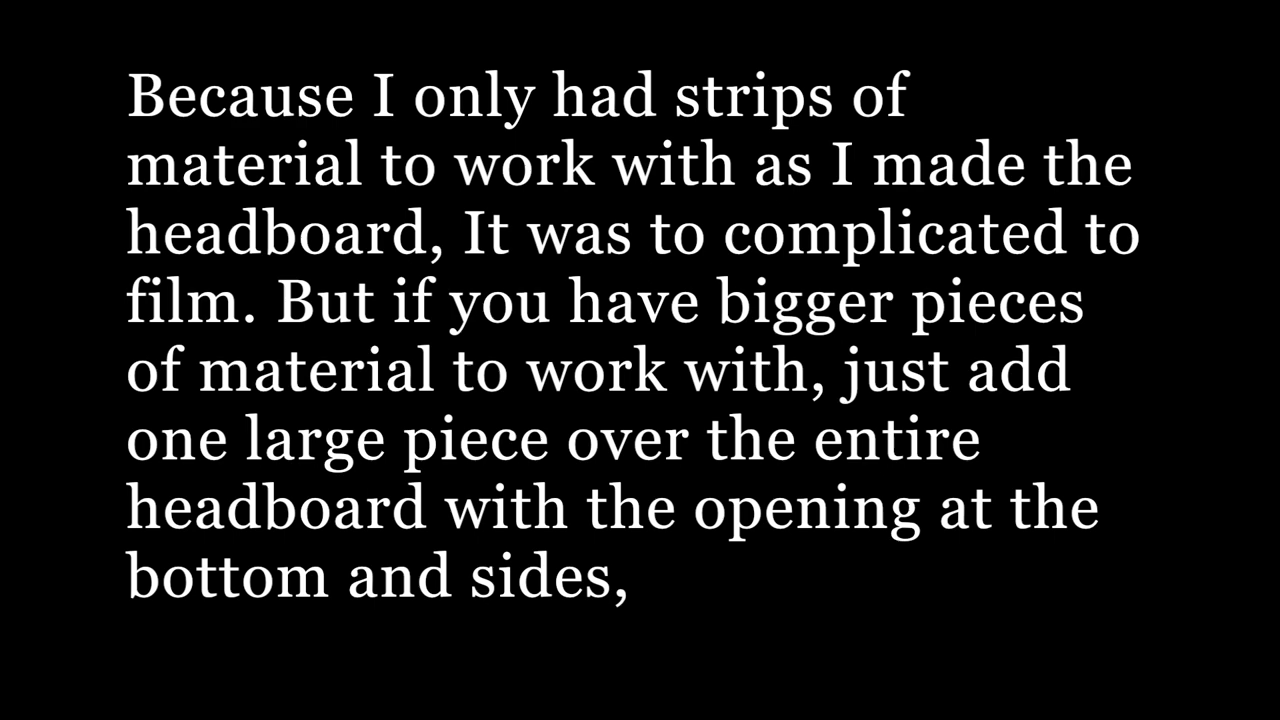 Because I only had strips of
material to work with as I made the
headboard, It was to complicated to
film. But if you have bigger pieces
of material to work with, just add
one large piece over the entire
headboard with the opening at the
bottom and sides,